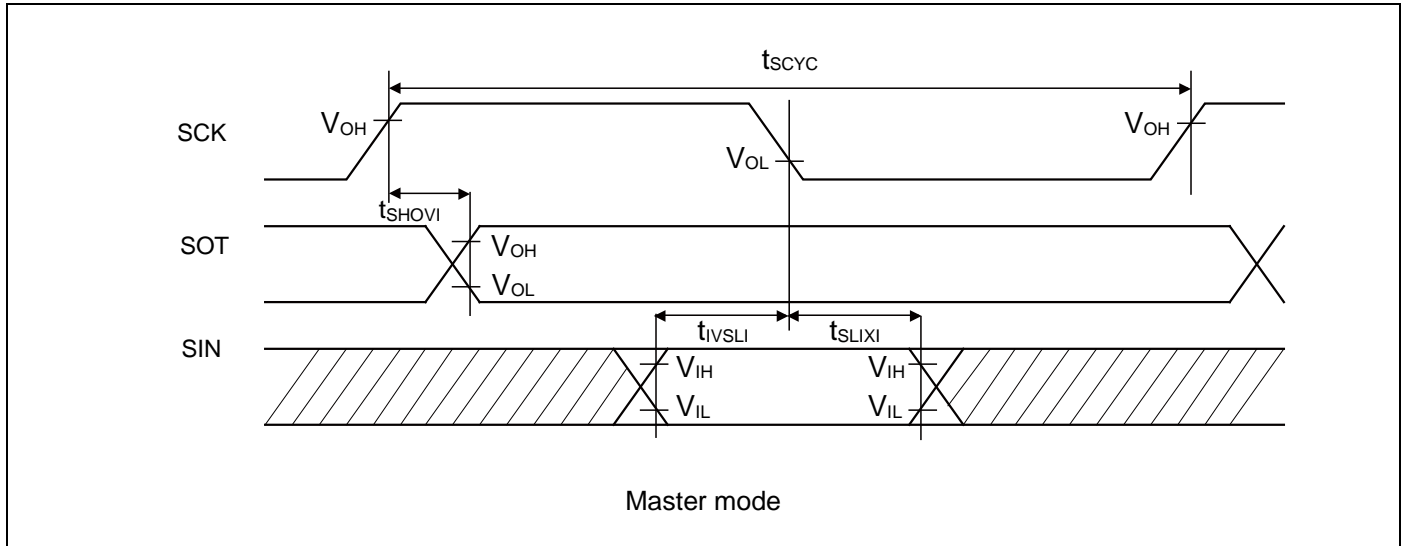 tSCYC
SCK
VOH
VOL
VOH
tSHOVI
SOT
VOH
VOL
tIVSLI
tSLIXI
SIN
VIH
VIH
VIL
VIL
Master mode